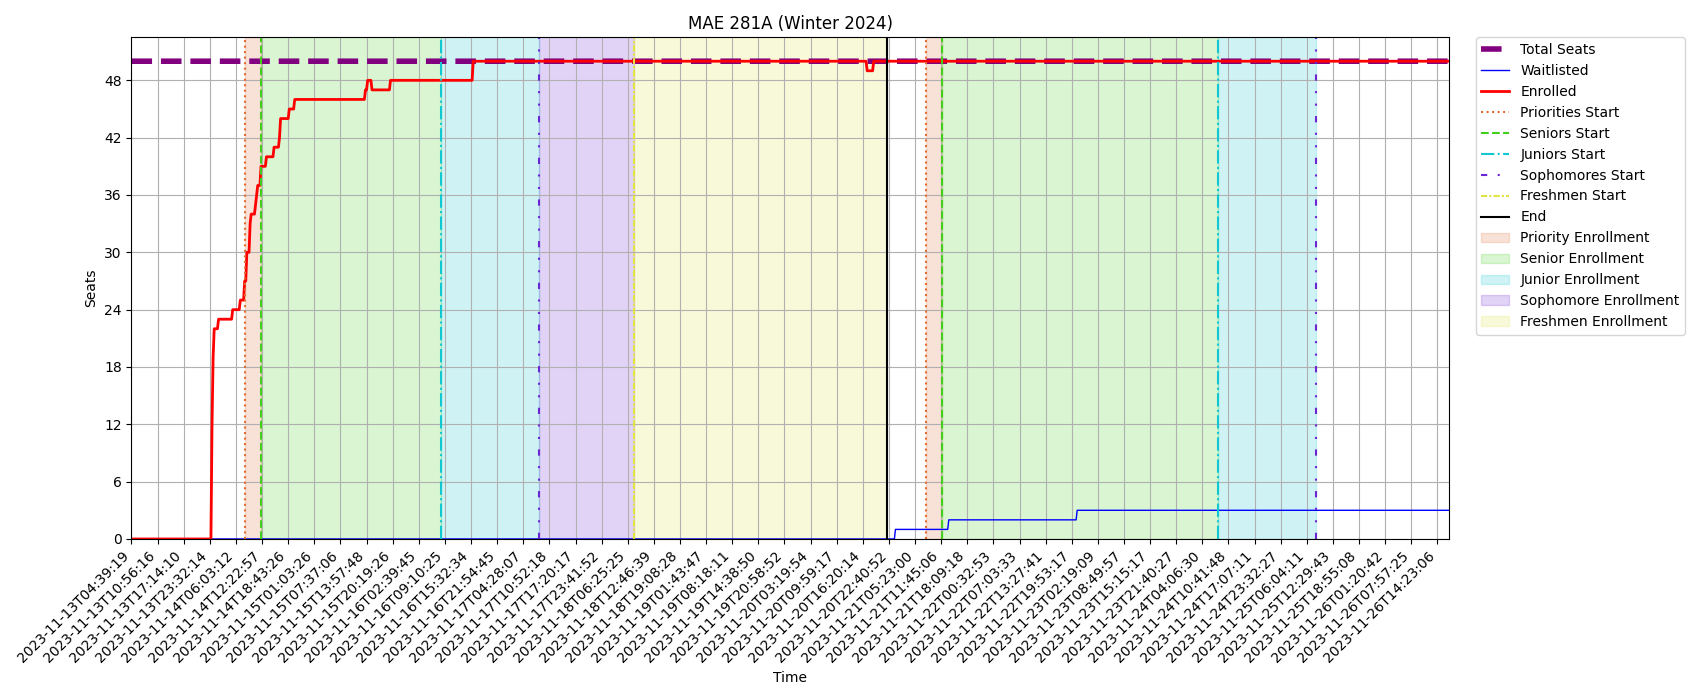 MAE 281A (Winter 2024)
Total Seats
Waitlisted
Enrolled
Priorities Start
Seniors Start
Juniors Start
Sophomores Start
Freshmen Start
End
Priority Enrollment
Senior Enrollment
Junior Enrollment
Sophomore Enrollment
Freshmen Enrollment
Seats
48
42
36
30
24
18
12
6
0
2023-11-13T04:39:19
2023-11-13T10:56:16
2023-11-13T17:14:10
2023-11-13T23:32:14
2023-11-14T06:03:12
2023-11-14T12:22:57
2023-11-14T18:43:26
2023-11-15T01:03:26
2023-11-15T07:37:06
2023-11-15T13:57:48
2023-11-15T20:19:26
2023-11-16T02:39:45
2023-11-16T09:10:23
2023-11-16T15:32:34
2023-11-16T21:54:45
2023-11-17T04:28:07
2023-11-17T10:52:18
2023-11-17T17:20:17
2023-11-17T23:41:52
2023-11-18T06:25:25
2023-11-18T12:46:39
2023-11-18T19:08:28
2023-11-19T01:43:47
2023-11-19T08:18:11
2023-11-19T14:38:50
2023-11-19T20:58:52
2023-11-20T03:19:54
2023-11-20T09:59:17
2023-11-20T16:20:14
2023-11-20T22:40:52
2023-11-21T05:23:00
2023-11-21T11:45:06
2023-11-21T18:09:18
2023-11-22T00:32:53
2023-11-22T07:03:33
2023-11-22T13:27:41
2023-11-22T19:53:17
2023-11-23T02:19:09
2023-11-23T08:49:57
2023-11-23T15:15:17
2023-11-23T21:40:27
2023-11-24T04:06:30
2023-11-24T10:41:48
2023-11-24T17:07:11
2023-11-24T23:32:27
2023-11-25T06:04:11
2023-11-25T12:29:43
2023-11-25T18:55:08
2023-11-26T01:20:42
2023-11-26T07:57:25
2023-11-26T14:23:06
Time